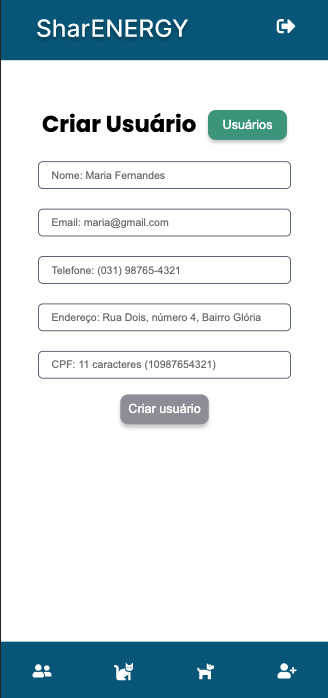 SharENERGY
Criar Usuário
Usuários
Nome: Maria Fernandes
Email: maria@gmail.com
Telefone: (031) 98765-4321
Endereço: Rua Dois, número 4, Bairro Glória
CPF: 11 caracteres (10987654321)
Criar usuário